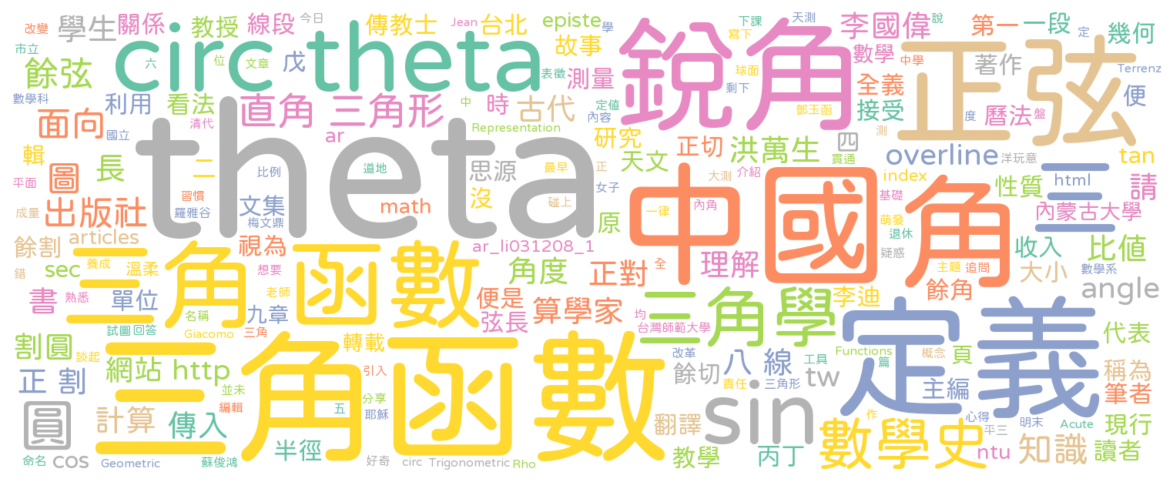 改變 學生 關係 教授 線段 今日 傳教士 Jean 台北 episte 學 下課 天測 李國偉 說 第一 一段 定 幾何
市立 六 位 文章 戊 表徵 故事 寫下 位 數學 中學 著作 Terrenz
餘弦 circ theta 測量 球面 全義 正弦
數學科 利用 看法 直角 三角形 時 古代 定值 剩下 接受 曆法 盤 便
面向 國立 清代 ar Representation 內容 鄧王函 度
輯 二 theta 思源 最早 研究 正切 洪萬生 四 overline 測 洋玩意 tan
平面 圖 長 比例 道地 中 正 天文 貫通 index 性質 html 三 請
成量 出版社 習慣 羅雅谷 文集 math 沒 女子 大測 介紹 基礎 內蒙古大學
餘割 articles 梅文鼎 視為 原 碰上 一律 內角 萌發 退休 收入 比值
錯 sec 養成 溫柔 想要 ar_li031208_1 角度 正對 全 理解 中國 角 疑惑 主題 追問 大小
書 熟悉 單位 老師 三角函數 便是 算學家 三角學 李迪 餘角 數學系 angle
試圖 回答 名稱 九章 弦長 均 台灣師範大學 定義 代表
割圓 Giacomo 三角 轉載 改革 八 線 工具 Functions 頁 概念 稱為
正 割 談起 網站 http 並未 引入 三角函數 餘切 責任 三角形 tw 篇 主編 筆者
圓 計算 傳入 編輯 分享 五 耶穌 翻譯 sin 作 心得 明末 Acute 現行
命名 cos Geometric 蘇俊鴻 半徑 好奇 circ Trigonometric Rho 教學 丙丁 數學史 平三 ntu 知識 讀者
銳角